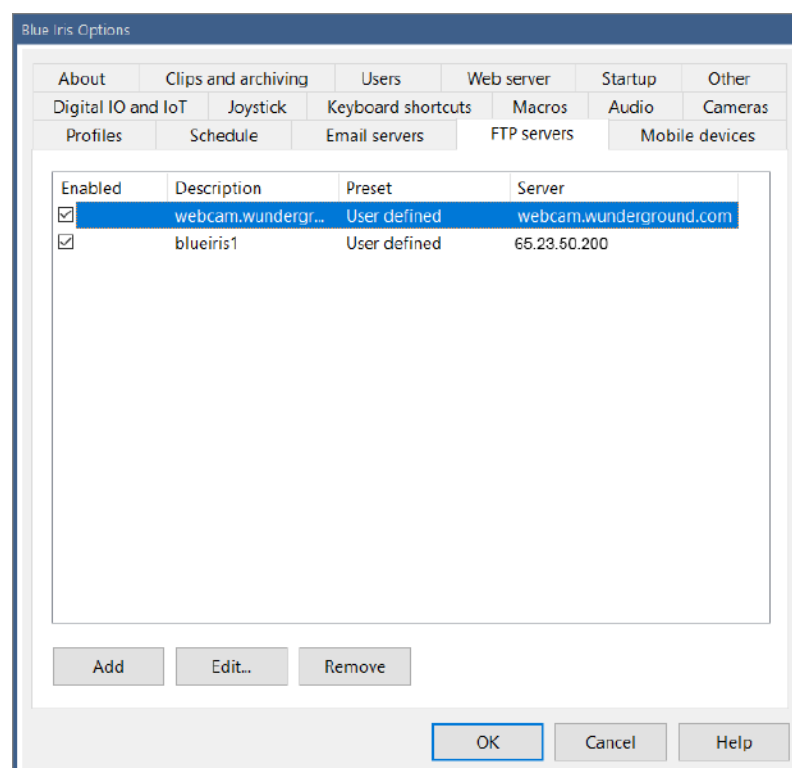 Blue Iris Options
About Clips and archiving Users Web server Startup Other
Digital IO and IoT Joystick Keyboard shortcuts Macros Audio Cameras
Profiles Schedule Email servers FTP servers Mobile devices
Enabled Description Preset Server
webcam.wundergr... User defined webcam.wunderground.com
blueiris1 User defined 65.23.50.200
Add Edit... Remove
OK Cancel Help